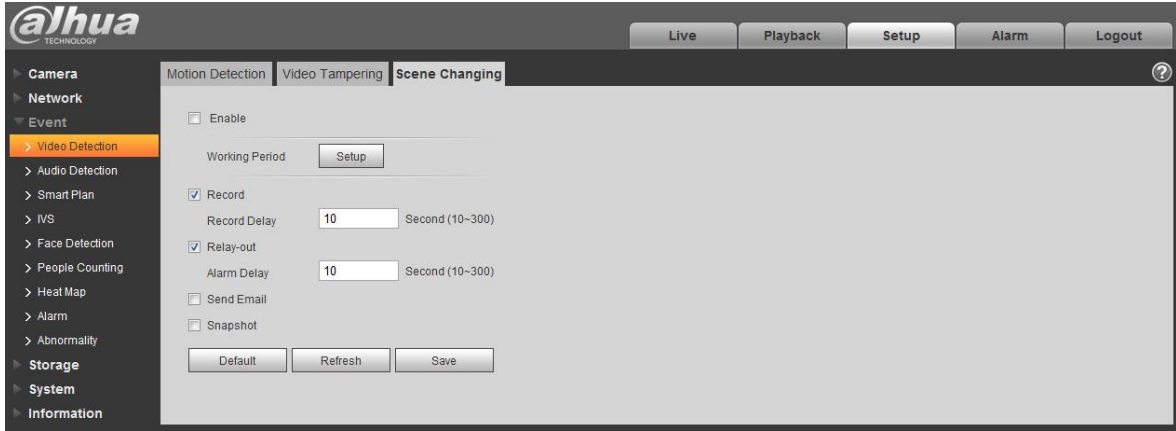 alhua
TECHNOLOGY
Live Playback Setup Alarm Logout
Camera
Network
Event
Video Detection
Audio Detection
Smart Plan
IVS
Face Detection
People Counting
Heat Map
Alarm
Abnormality
Storage
System
Information
Motion Detection Video Tampering Scene Changing
?
Enable
Working Period Setup
Record
Record Delay 10 Second (10~300)
Relay-out
Alarm Delay 10 Second (10~300)
Send Email
Snapshot
Default Refresh Save